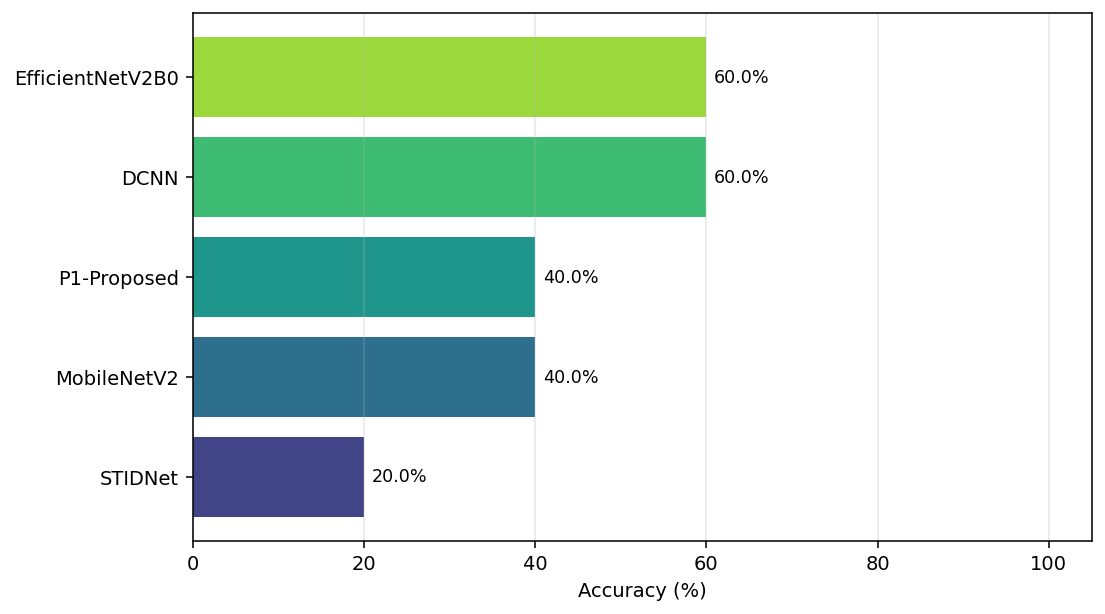 EfficientNetV2B0
60.0%
DCNN
60.0%
P1-Proposed
40.0%
MobileNetV2
40.0%
STIDNet
20.0%
0 20 40 60 80 100
Accuracy (%)